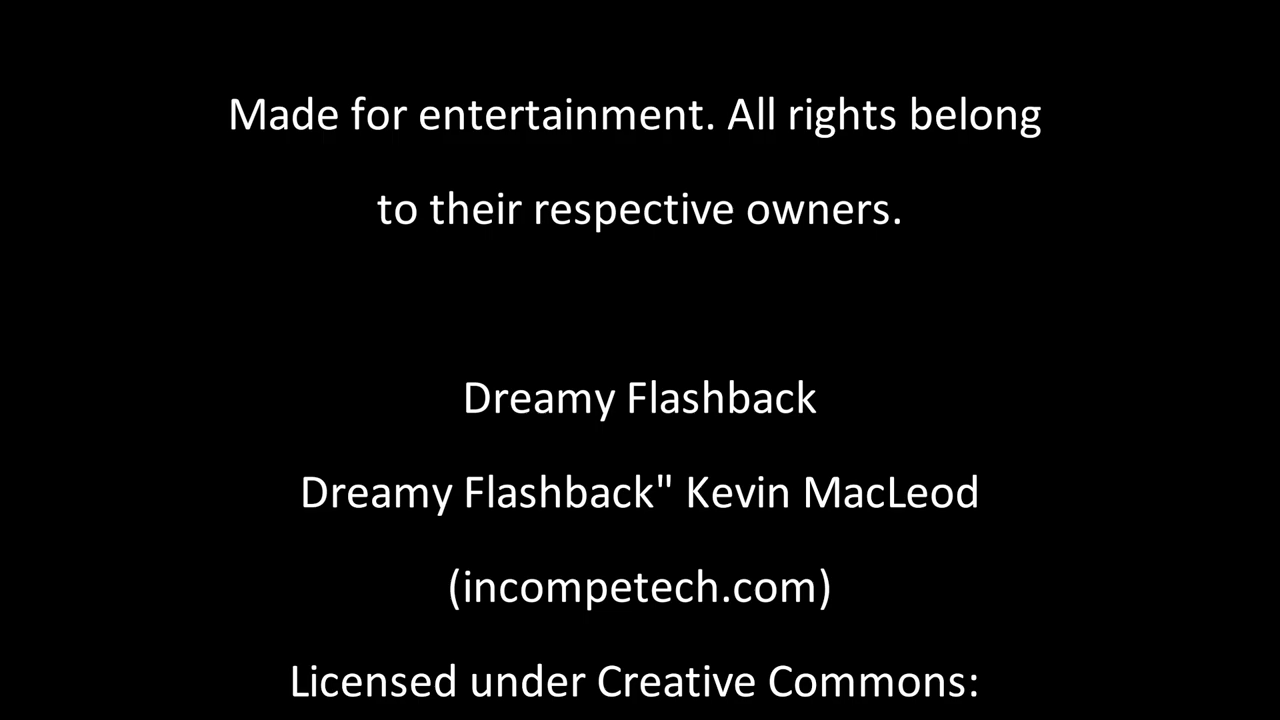 Made for entertainment. All rights belong
to their respective owners.
Dreamy Flashback
Dreamy Flashback" Kevin MacLeod
(incompetech.com)
Licensed under Creative Commons: